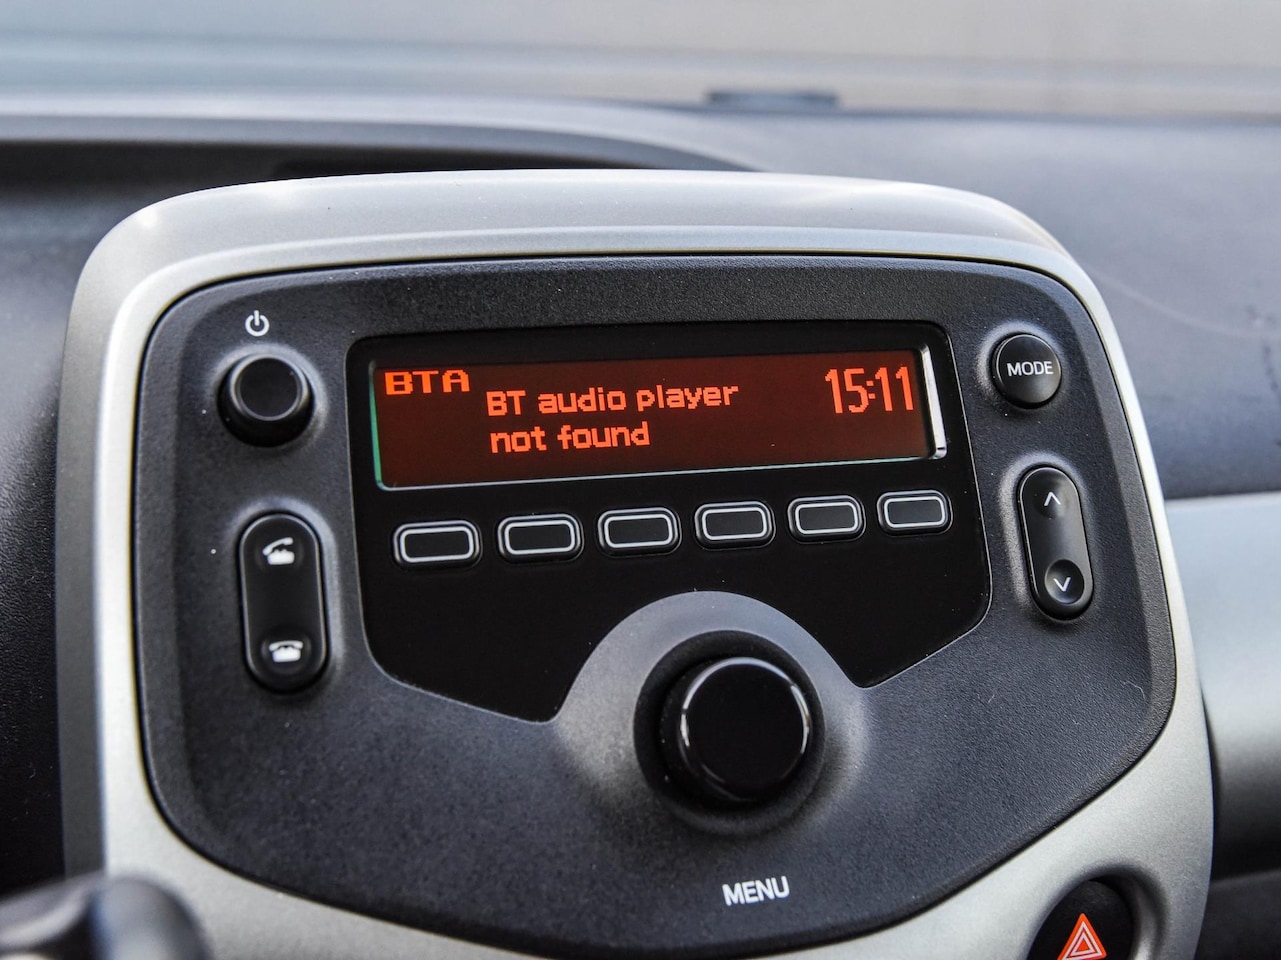 BTA
BT audio player
not found
15:11
MODE
MENU